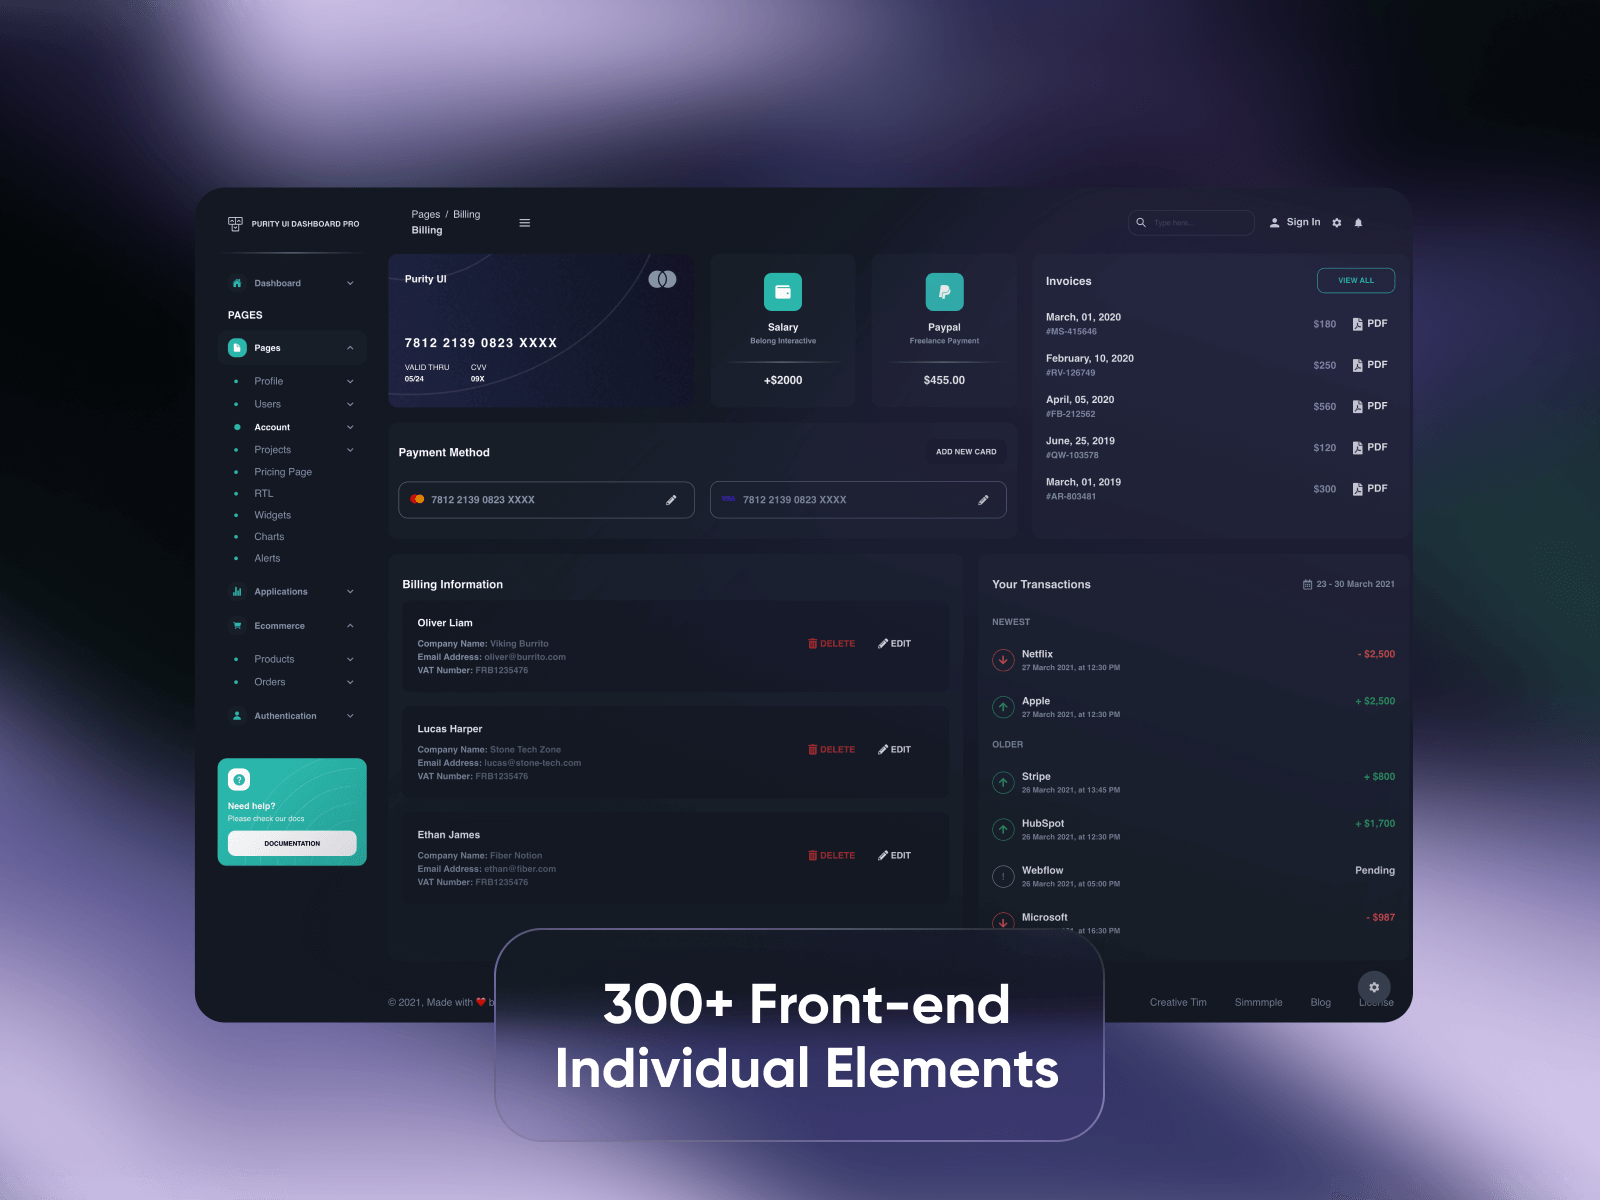 PURITY UI DASHBOARD PRO
Pages / Billing
Billing
Type here...
Sign In
Dashboard
PAGES
Pages
Profile
Users
Account
Projects
Pricing Page
RTL
Widgets
Charts
Alerts
Applications
Ecommerce
Products
Orders
Authentication
?
Need help?
Please check our docs
DOCUMENTATION
Purity UI
7812 2139 0823 XXXX
VALID THRU CVV
05/24 09X
Salary
Belong Interactive
+$2000
Paypal
Freelance Payment
$455.00
Invoices
VIEW ALL
March, 01, 2020
#MS-415646
$180 PDF
February, 10, 2020
#RV-126749
$250 PDF
April, 05, 2020
#FB-212562
$560 PDF
June, 25, 2019
#QW-103578
$120 PDF
March, 01, 2019
#AR-803481
$300 PDF
Payment Method
ADD NEW CARD
7812 2139 0823 XXXX
VISA 7812 2139 0823 XXXX
Billing Information
Oliver Liam
Company Name: Viking Burrito
Email Address: oliver@burrito.com
VAT Number: FRB1235476
DELETE EDIT
Lucas Harper
Company Name: Stone Tech Zone
Email Address: lucas@stone-tech.com
VAT Number: FRB1235476
DELETE EDIT
Ethan James
Company Name: Fiber Notion
Email Address: ethan@fiber.com
VAT Number: FRB1235476
DELETE EDIT
Your Transactions
23 - 30 March 2021
NEWEST
Netflix
27 March 2021, at 12:30 PM
- $2,500
Apple
27 March 2021, at 12:30 PM
+ $2,500
OLDER
Stripe
26 March 2021, at 13:45 PM
+ $800
HubSpot
26 March 2021, at 12:30 PM
+ $1,700
Webflow
26 March 2021, at 05:00 PM
Pending
Microsoft
at 16:30 PM
- $987
© 2021, Made with ❤️ b
Creative Tim
Simmmple
Blog
License
300+ Front-end
Individual Elements